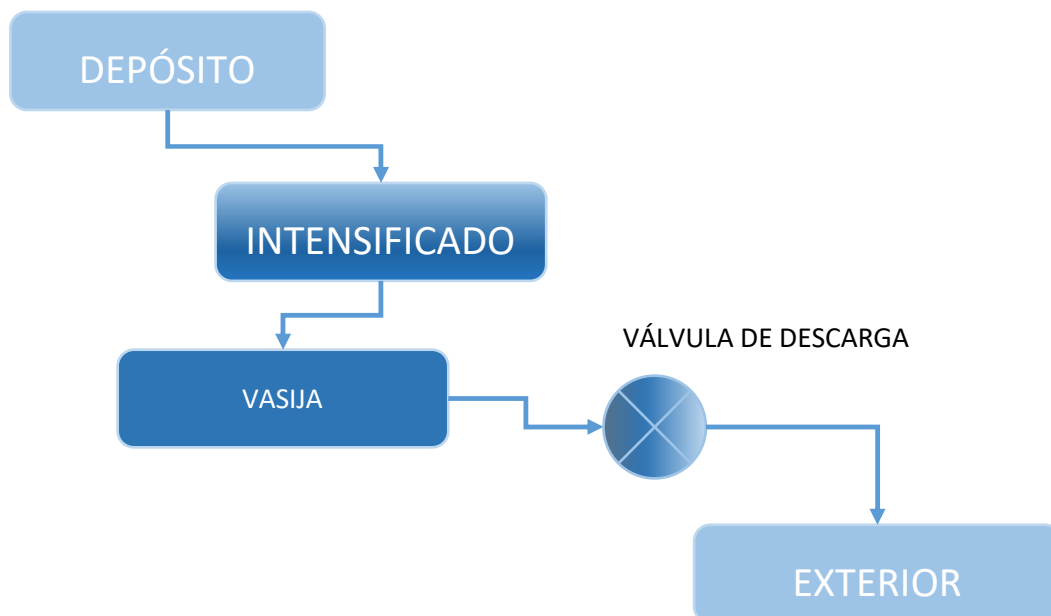 DEPÓSITO
INTENSIFICADO
VÁLVULA DE DESCARGA
VASIJA
EXTERIOR